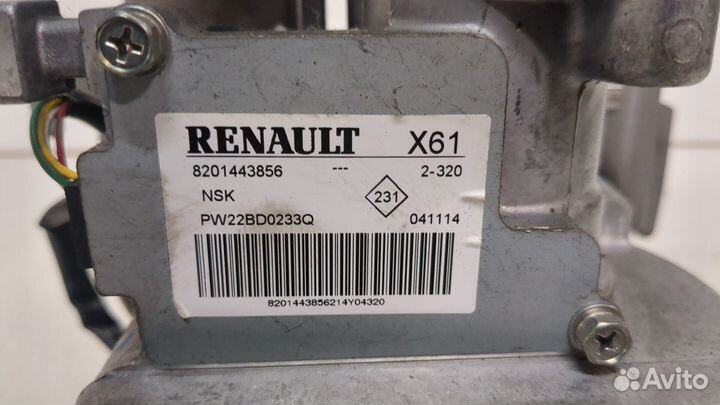 RENAULT X61
8201443856 --- 2-320
NSK 231
PW22BD0233Q 041114
8201443856214Y04320
Avito